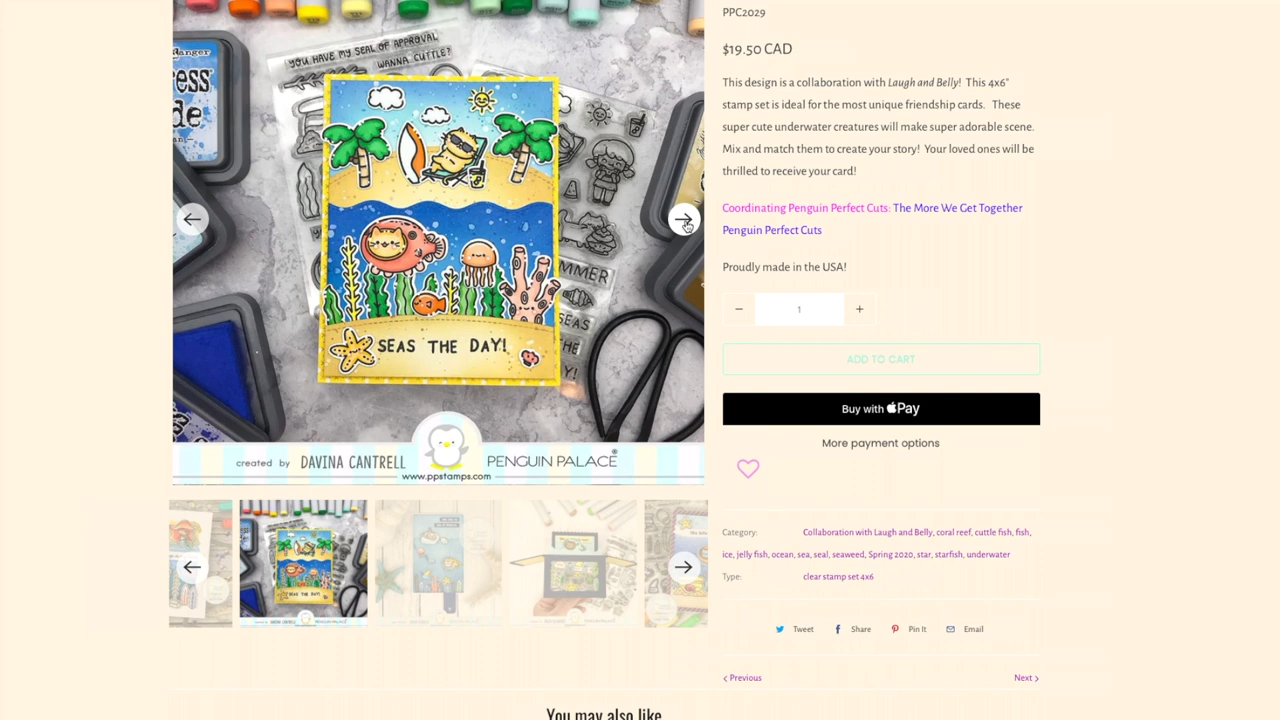 PPC2029
$19.50 CAD
This design is a collaboration with Laugh and Belly!  This 4x6"
stamp set is ideal for the most unique friendship cards.  These
super cute underwater creatures will make super adorable scene.
Mix and match them to create your story!  Your loved ones will be
thrilled to receive your card!
Coordinating Penguin Perfect Cuts: The More We Get Together
Penguin Perfect Cuts
Proudly made in the USA!
− 1 +
ADD TO CART
Buy with Pay
More payment options
Category: Collaboration with Laugh and Belly, coral reef, cuttle fish, fish,
ice, jelly fish, ocean, sea, seal, seaweed, Spring 2020, star, starfish, underwater
Type: clear stamp set 4x6
Tweet Share Pin It Email
‹ Previous Next ›
YOU HAVE MY SEAL OF APPROVAL
WANNA CUTTLE?
SEAS THE DAY!
created by DAVINA CANTRELL PENGUIN PALACE®
www.ppstamps.com
You may also like